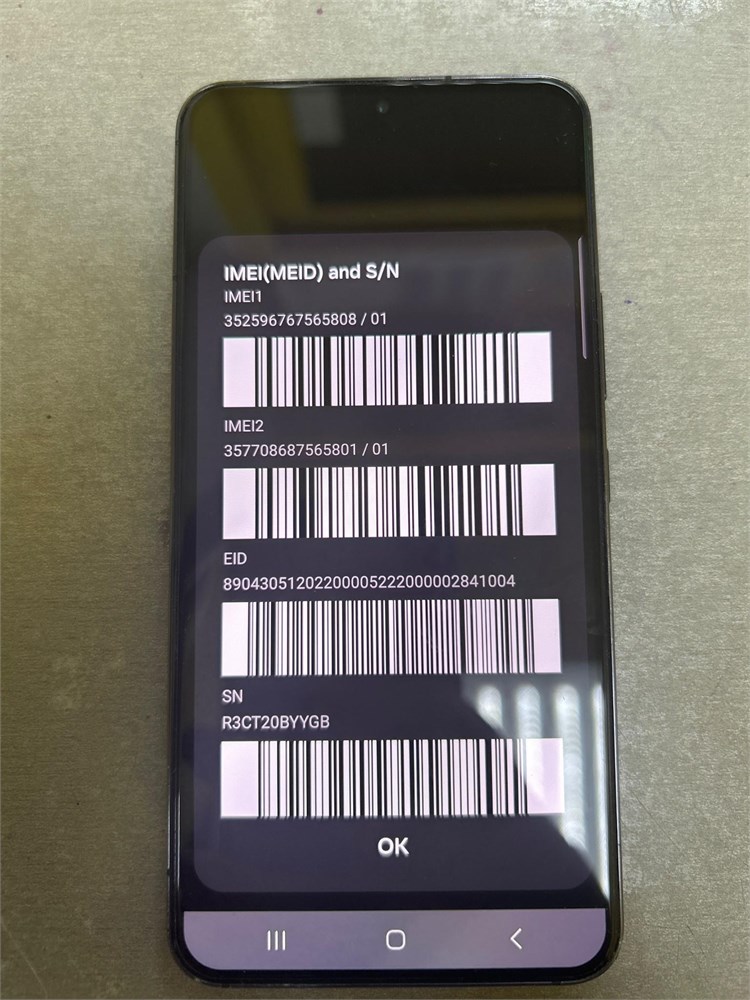 IMEI(MEID) and S/N
IMEI1
352596767565808 / 01
IMEI2
357708687565801 / 01
EID
89043051202200005222000002841004
SN
R3CT20BYYGB
OK